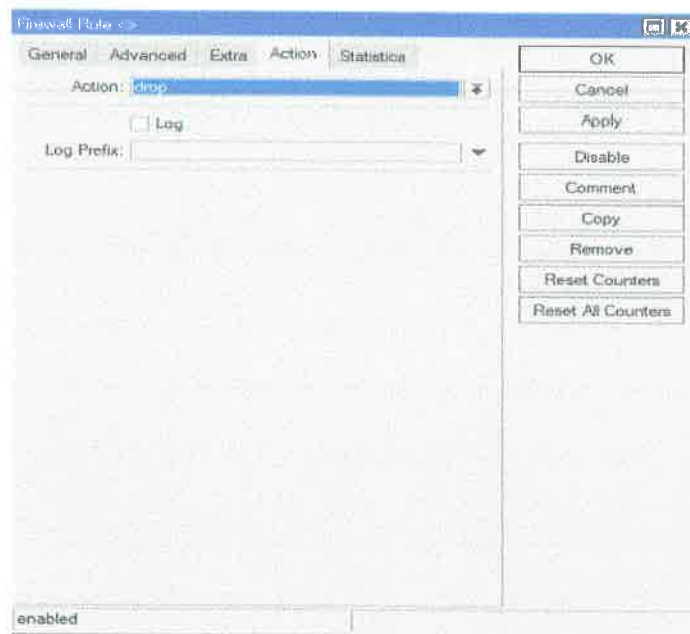 Firewall Rule <>
General Advanced Extra Action Statistics
Action: drop
Log
Log Prefix:
OK
Cancel
Apply
Disable
Comment
Copy
Remove
Reset Counters
Reset All Counters
enabled